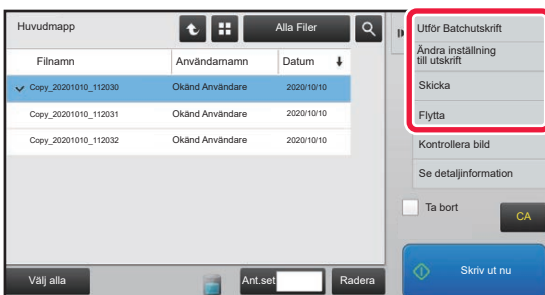 Huvudmapp
Alla Filer
Filnamn Användarnamn Datum
Copy_20201010_112030 Okänd Användare 2020/10/10
Copy_20201010_112031 Okänd Användare 2020/10/10
Copy_20201010_112032 Okänd Användare 2020/10/10
Välj alla
Ant.set
Radera
Utför Batchutskrift
Ändra inställning
till utskrift
Skicka
Flytta
Kontrollera bild
Se detaljinformation
Ta bort
CA
Skriv ut nu